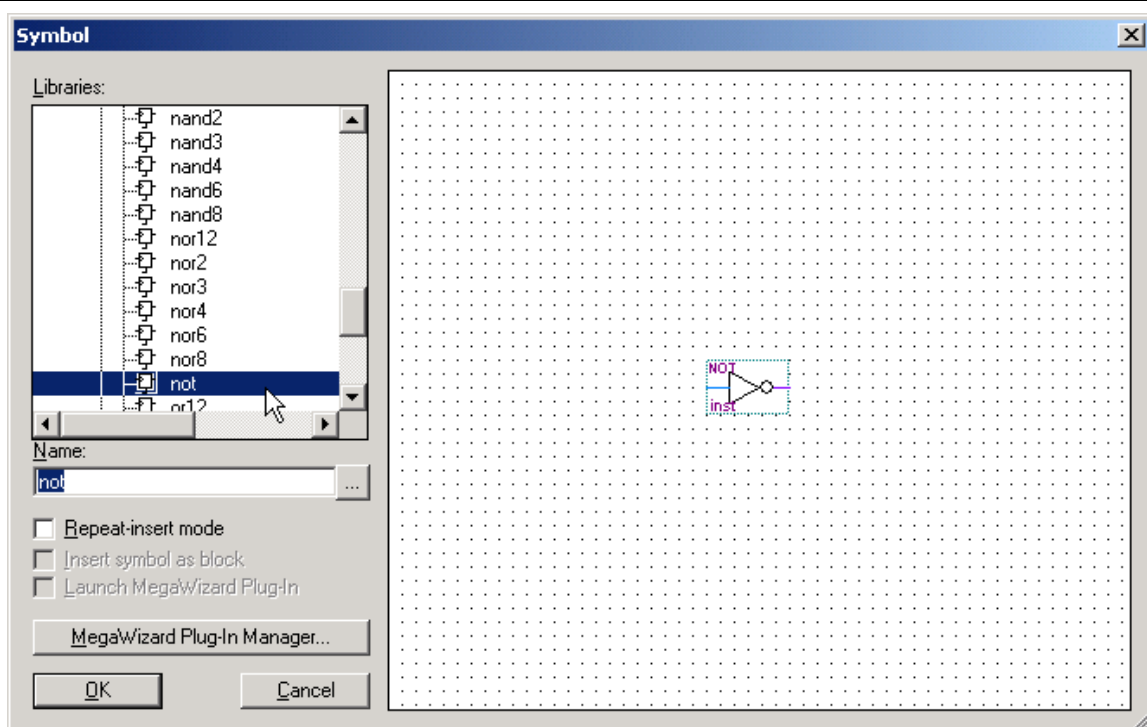 Symbol
Libraries:
nand2
nand3
nand4
nand6
nand8
nor12
nor2
nor3
nor4
nor6
nor8
not
or12
Name:
not
...
Repeat-insert mode
Insert symbol as block
Launch MegaWizard Plug-In
MegaWizard Plug-In Manager...
OK Cancel
NOT
inst